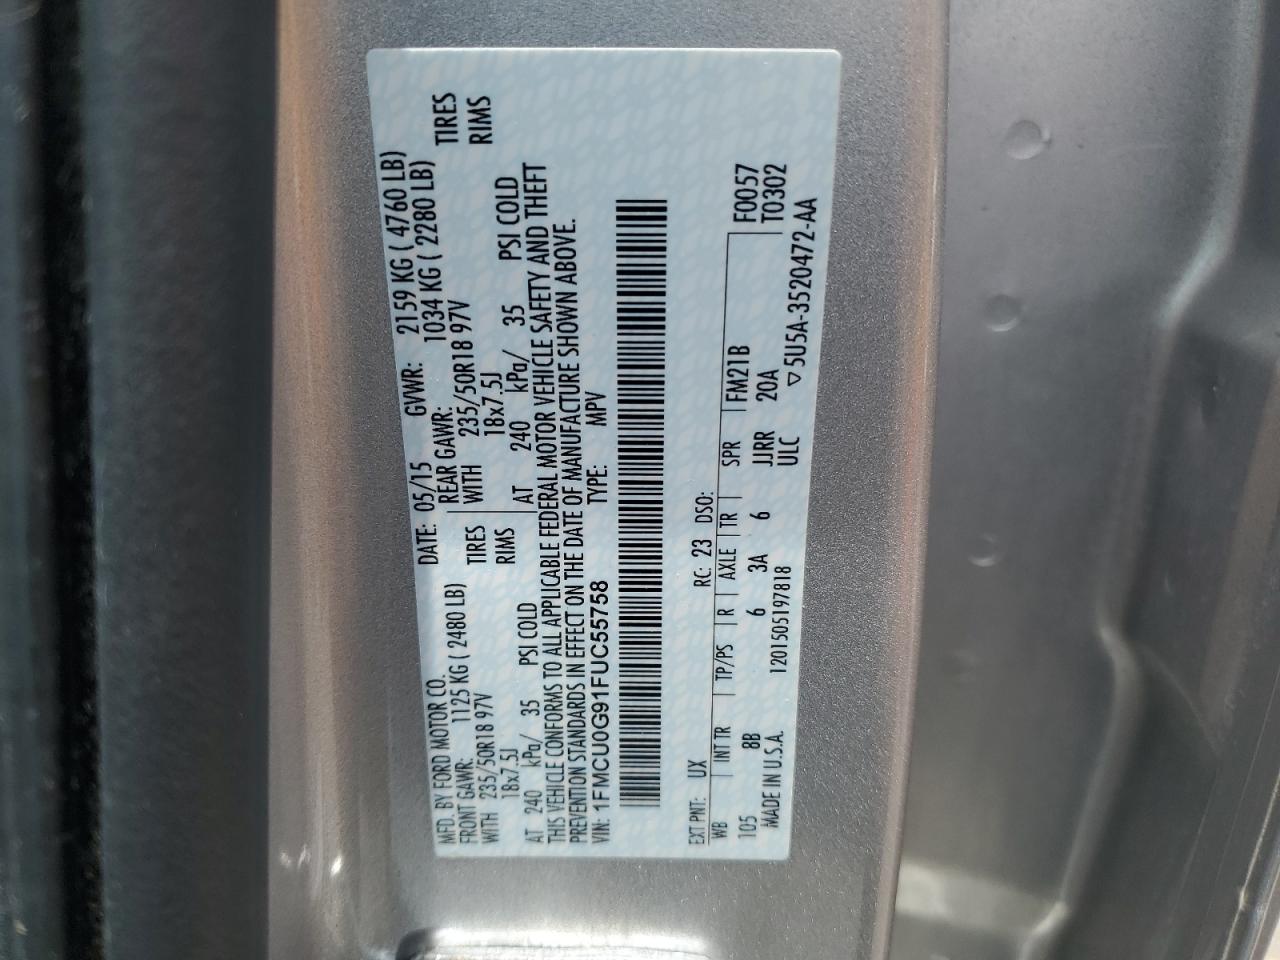 MFD. BY FORD MOTOR CO.
DATE: 05/15 GVWR: 2159 KG ( 4760 LB)
FRONT GAWR: 1125 KG ( 2480 LB) REAR GAWR: 1034 KG ( 2280 LB)
WITH 235/50R18 97V TIRES WITH 235/50R18 97V TIRES
18x7.5J RIMS 18x7.5J RIMS
AT 240 kPa/ 35 PSI COLD AT 240 kPa/ 35 PSI COLD
THIS VEHICLE CONFORMS TO ALL APPLICABLE FEDERAL MOTOR VEHICLE SAFETY AND THEFT
PREVENTION STANDARDS IN EFFECT ON THE DATE OF MANUFACTURE SHOWN ABOVE.
VIN: 1FMCU0G91FUC55758 TYPE: MPV
EXT PNT: UX RC: 23 DSO:
WB INT TR TP/PS R AXLE TR SPR FM21B F0057
105 8B 6 3A 6 JJRR 20A T0302
MADE IN U.S.A. 1201505197818 ULC ▽5U5A-3520472-AA